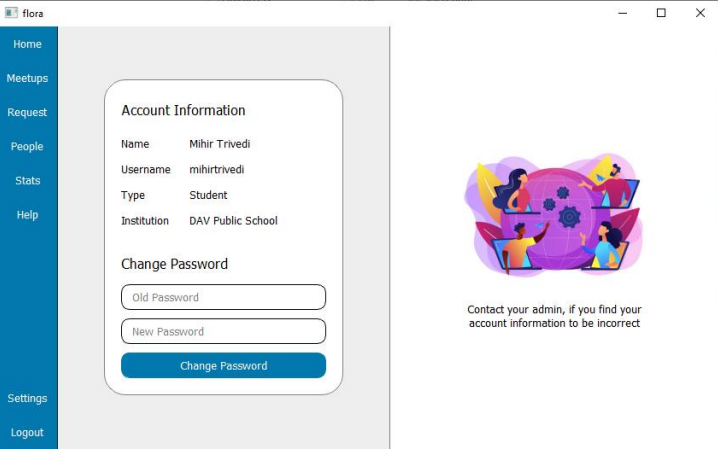 flora
Home
Meetups
Request
People
Stats
Help
Settings
Logout
Account Information
Name Mihir Trivedi
Username mihirtrivedi
Type Student
Institution DAV Public School
Change Password
Old Password
New Password
Change Password
Contact your admin, if you find your
account information to be incorrect